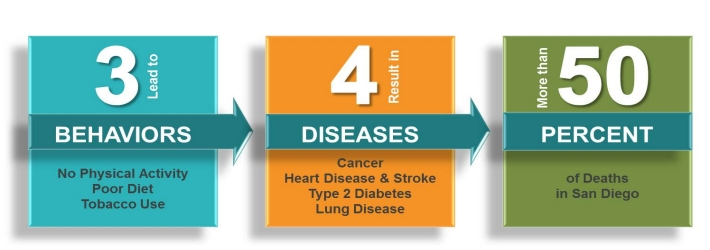 3 Lead to
BEHAVIORS
No Physical Activity
Poor Diet
Tobacco Use
4 Result in
DISEASES
Cancer
Heart Disease & Stroke
Type 2 Diabetes
Lung Disease
More than 50
PERCENT
of Deaths
in San Diego